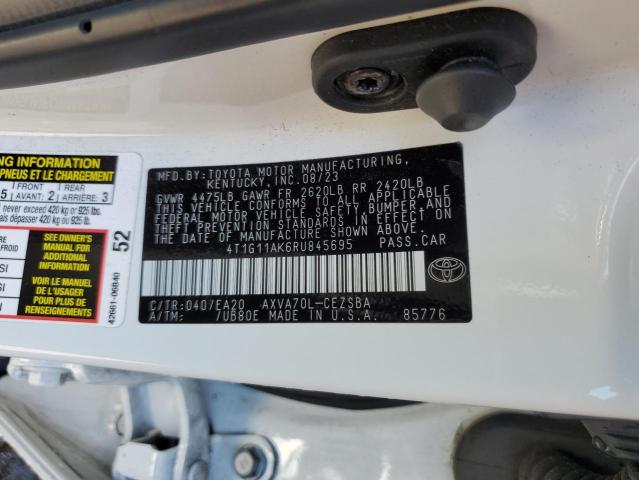 NG INFORMATION
PNEUS
5 FRONT 2 REAR 3
AVANT: ARRIÈRE:
never exceed 420 kg or 925 lbs.
dépasser 420 kg ou 925 lb.
SEE OWNER'S
MANUAL FOR
ADDITIONAL
INFORMATION
VOIR LE MANUEL
DE L'USAGER
POUR PLUS DE
RENSEIGNEMENTS
52
42661-06840
MFD.BY: TOYOTA MOTOR MANUFACTURING,
KENTUCKY, INC. 08/23
GVWR 4475LB GAWR FR 2620LB RR 2420LB
THIS VEHICLE CONFORMS TO ALL APPLICABLE
FEDERAL MOTOR VEHICLE SAFETY, BUMPER, AND
THEFT PREVENTION STANDARDS IN EFFECT ON
THE DATE OF MANUFACTURE SHOWN ABOVE.
4T1G11AK6RU845695 PASS.CAR
C/TR:040/EA20 AXVA70L-CEZSBA
A/TM: /UB80E MADE IN U.S.A. 85776